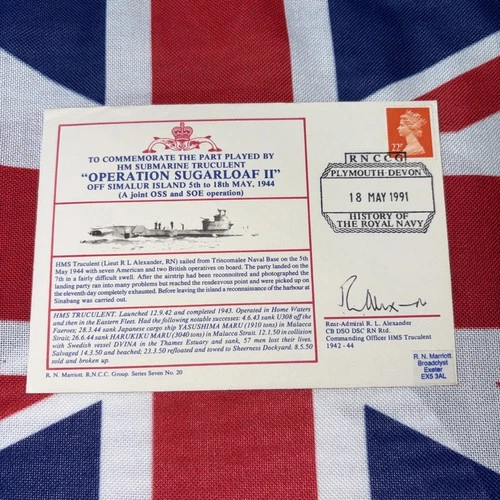 TO COMMEMORATE THE PART PLAYED BY
HM SUBMARINE TRUCULENT
"OPERATION SUGARLOAF II"
OFF SIMALUR ISLAND 5th to 18th MAY, 1944
(A joint OSS and SOE operation)
HMS Truculent (Lieut R L Alexander, RN) sailed from Trincomalee Naval Base on the 5th
May 1944 with seven American and two British operatives on board. The party landed on
the 7th in a fairly difficult swell. After the airstrip had been reconnoitred and photographed the
landing party ran into many problems but reached the rendezvous point and were picked up on
the eleventh day completely exhausted. Before leaving the island a reconnaissance of the harbour at
Sinabang was carried out.
HMS TRUCULENT. Launched 12.9.42 and completed 1943. Operated in Home Waters
and then in the Eastern Fleet. Had the following notable successes: 4.6.43 sunk U308 off the
Faeroes; 28.3.44 sank Japanese cargo ship YASUSHIMA MARU (1910 tons) in Malacca
Strait; 26.6.44 sank HARUKIKU MARU (3040 tons) in Malacca Strait. 12.1.50 in collision
with Swedish vessel DVINA in the Thames Estuary and sank, 57 men lost their lives.
Salvaged 14.3.50 and beached; 23.3.50 refloated and towed to Sheerness Dockyard. 8.5.50
sold and broken up.
R. N. Marriott. R.N.C.C. Group. Series Seven No. 20
22P
RNCCG
PLYMOUTH·DEVON
18 MAY 1991
HISTORY OF
THE ROYAL NAVY
Rear-Admiral R. L. Alexander
CB DSO DSC RN Rtd.
Commanding Officer HMS Truculent
1942 - 44
R. N. Marriott
Broadclyst
Exeter
EX5 3AL